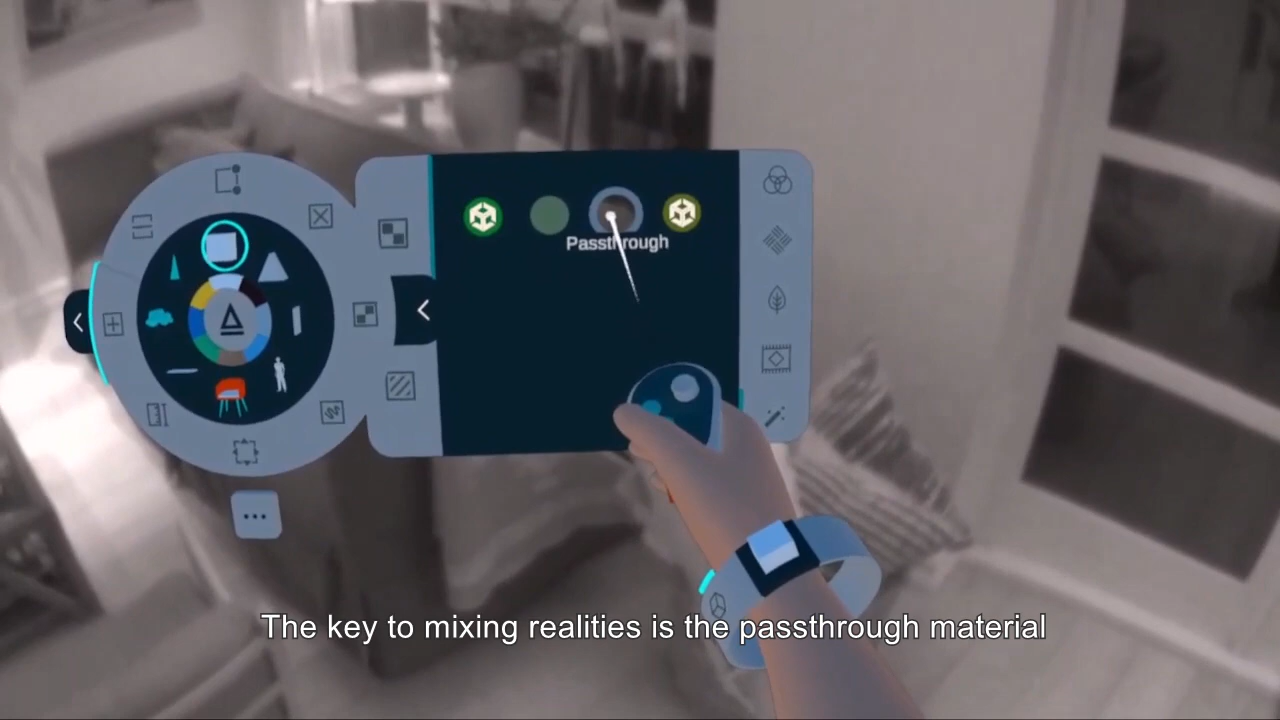 Passthrough
The key to mixing realities is the passthrough material